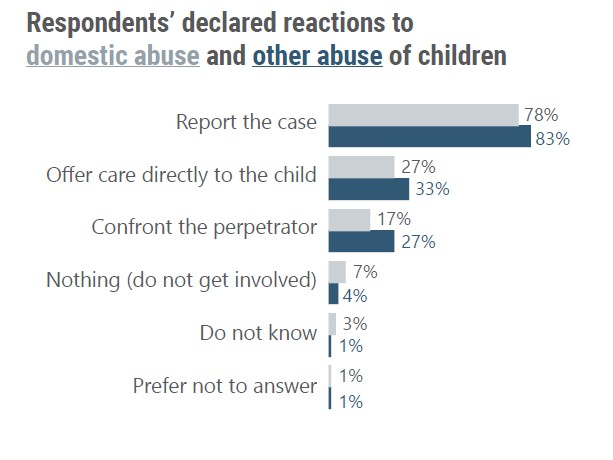 Respondents’ declared reactions to
domestic abuse and other abuse of children
Report the case
78%
83%
Offer care directly to the child
27%
33%
Confront the perpetrator
17%
27%
Nothing (do not get involved)
7%
4%
Do not know
3%
1%
Prefer not to answer
1%
1%